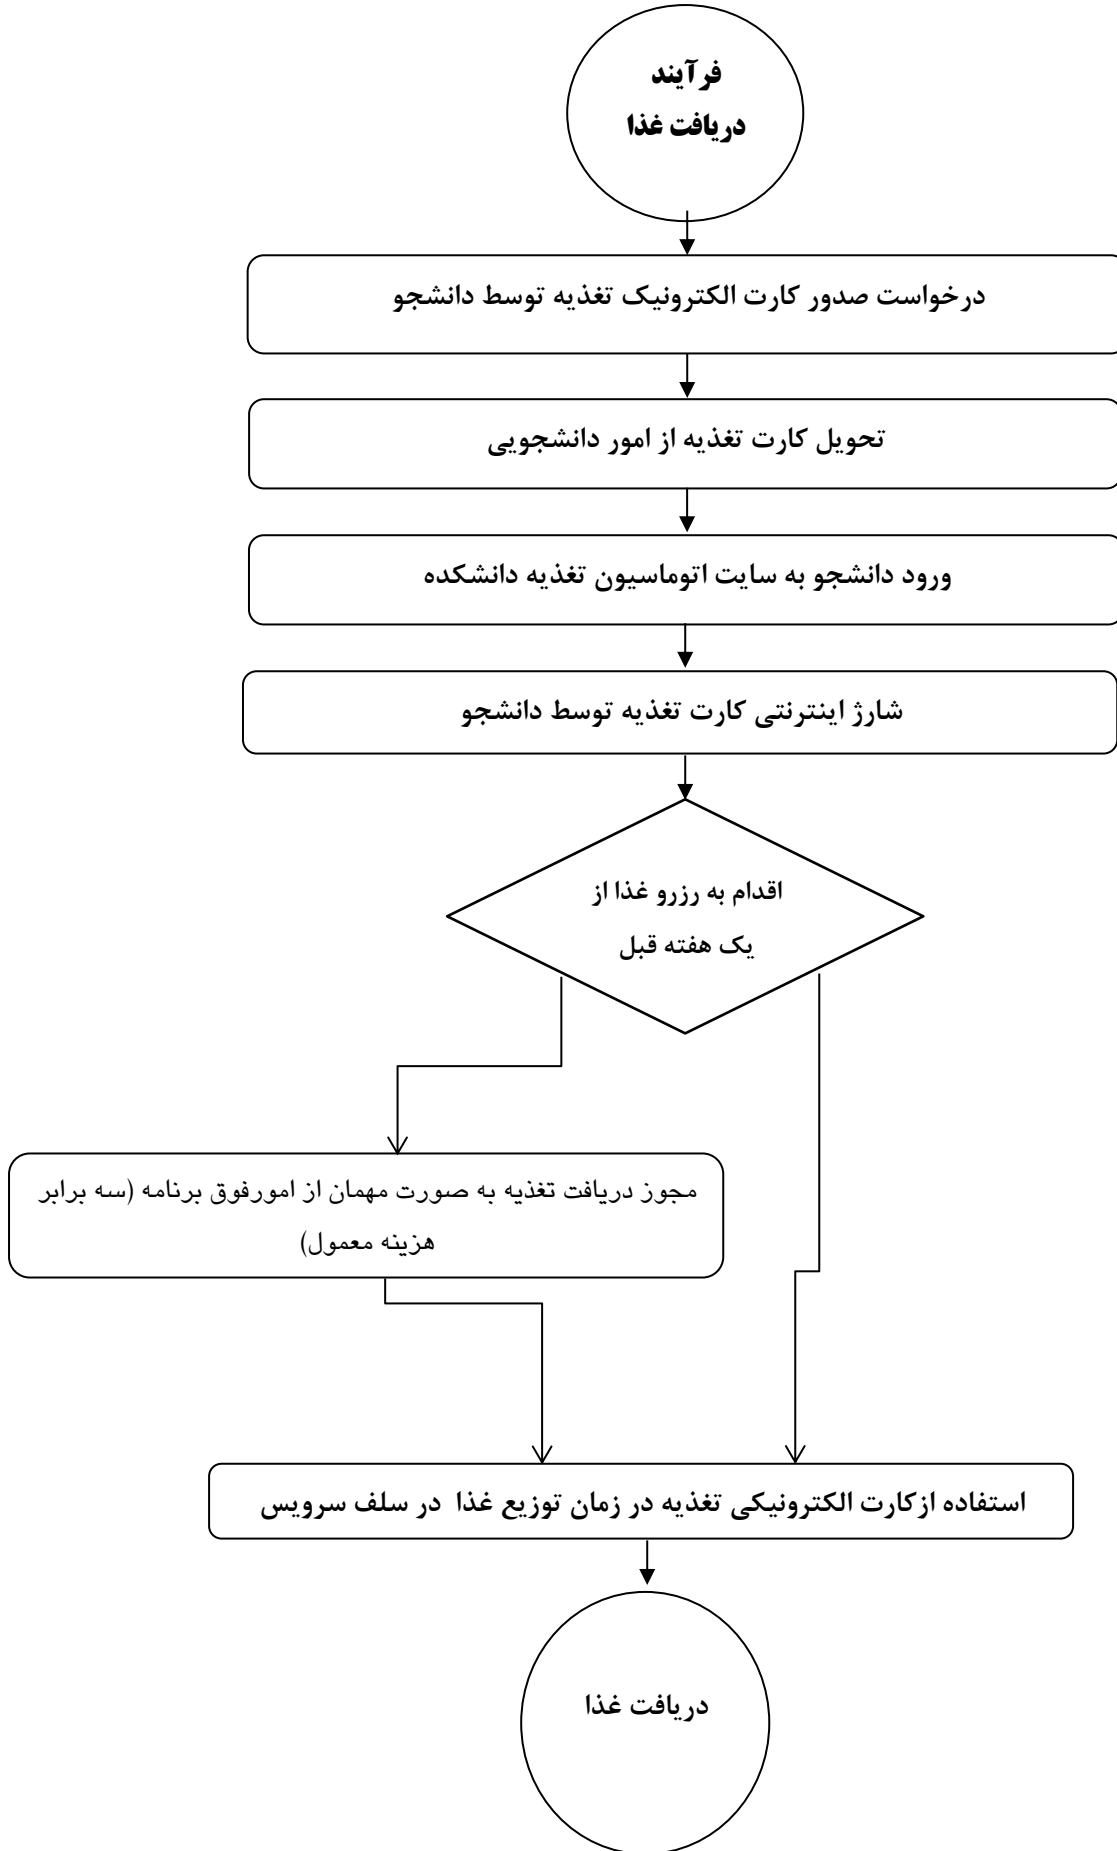 فرآیند
دریافت غذا
درخواست صدور کارت الکترونیک تغذیه توسط دانشجو
تحویل کارت تغذیه از امور دانشجویی
ورود دانشجو به سایت اتوماسیون تغذیه دانشکده
شارژ اینترنتی کارت تغذیه توسط دانشجو
اقدام به رزرو غذا از
یک هفته قبل
مجوز دریافت تغذیه به صورت مهمان از امورفوق برنامه (سه برابر
هزینه معمول)
استفاده ازکارت الکترونیکی تغذیه در زمان توزیع غذا در سلف سرویس
دریافت غذا